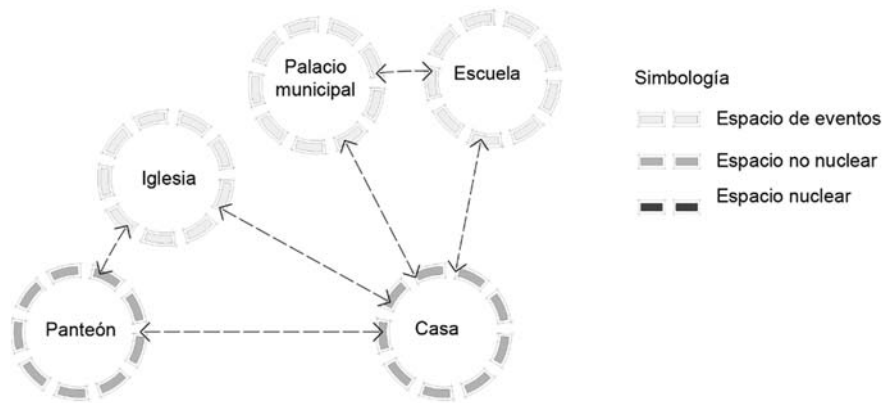 Palacio
municipal
Escuela
Iglesia
Panteón
Casa
Simbología
Espacio de eventos
Espacio no nuclear
Espacio nuclear